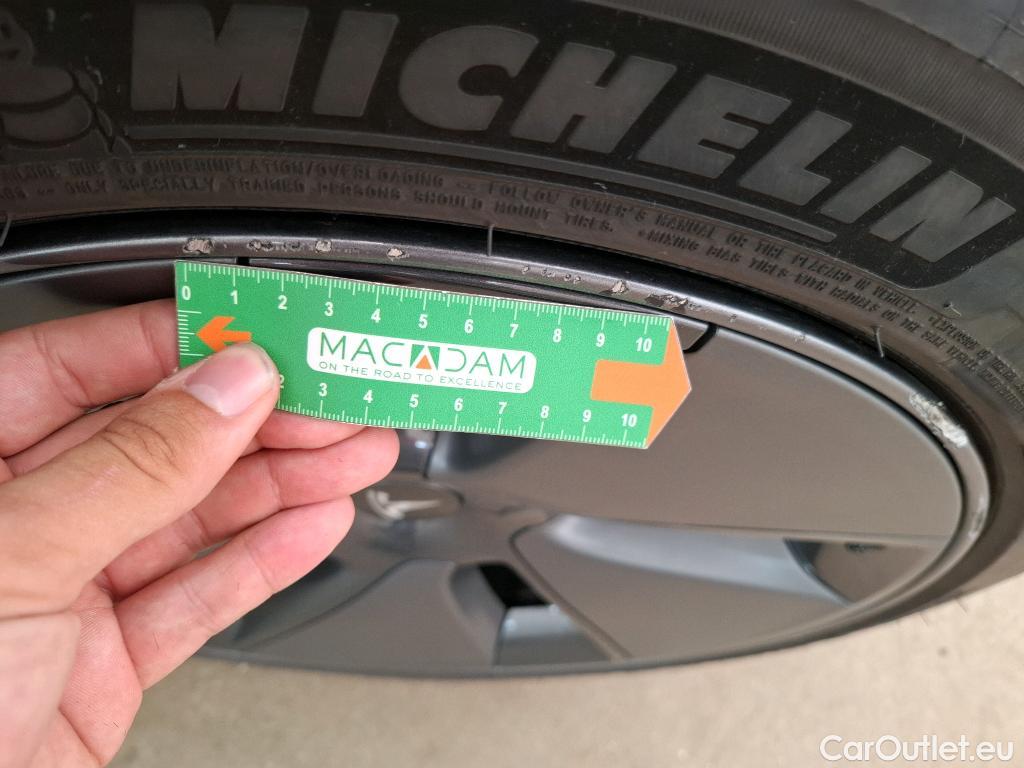 MICHELIN
UNDERINFLATION/OVERLOADING -- FOLLOW OWNER'S MANUAL OR TIRE PLACARD IN VEHICLE.
ONLY SPECIALLY TRAINED PERSONS SHOULD MOUNT TIRES.
0 1 2 3 4 5 6 7 8 9 10
MACADAM
ON THE ROAD TO EXCELLENCE
2 3 4 5 6 7 8 9 10
CarOutlet.eu